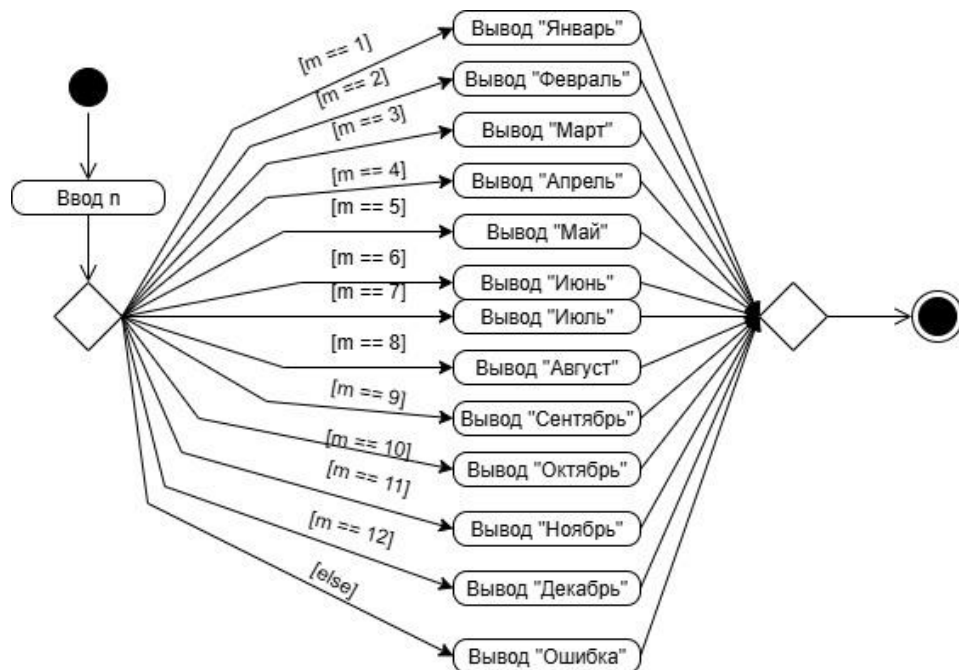 Ввод n
[m == 1]
Вывод "Январь"
[m == 2]
Вывод "Февраль"
[m == 3]
Вывод "Март"
[m == 4]
Вывод "Апрель"
[m == 5]
Вывод "Май"
[m == 6]
Вывод "Июнь"
[m == 7]
Вывод "Июль"
[m == 8]
Вывод "Август"
[m == 9]
Вывод "Сентябрь"
[m == 10]
Вывод "Октябрь"
[m == 11]
Вывод "Ноябрь"
[m == 12]
Вывод "Декабрь"
[else]
Вывод "Ошибка"